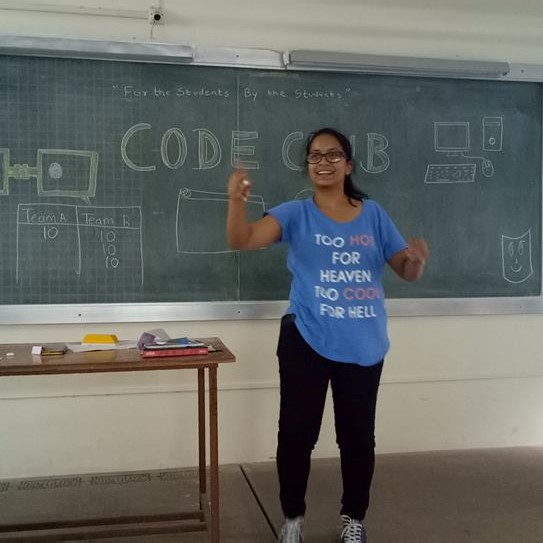 "For the Students By the Students"
CODE CLUB
Team A Team B
10 10
10
10
TOO HOT
FOR
HEAVEN
TOO COOL
FOR HELL